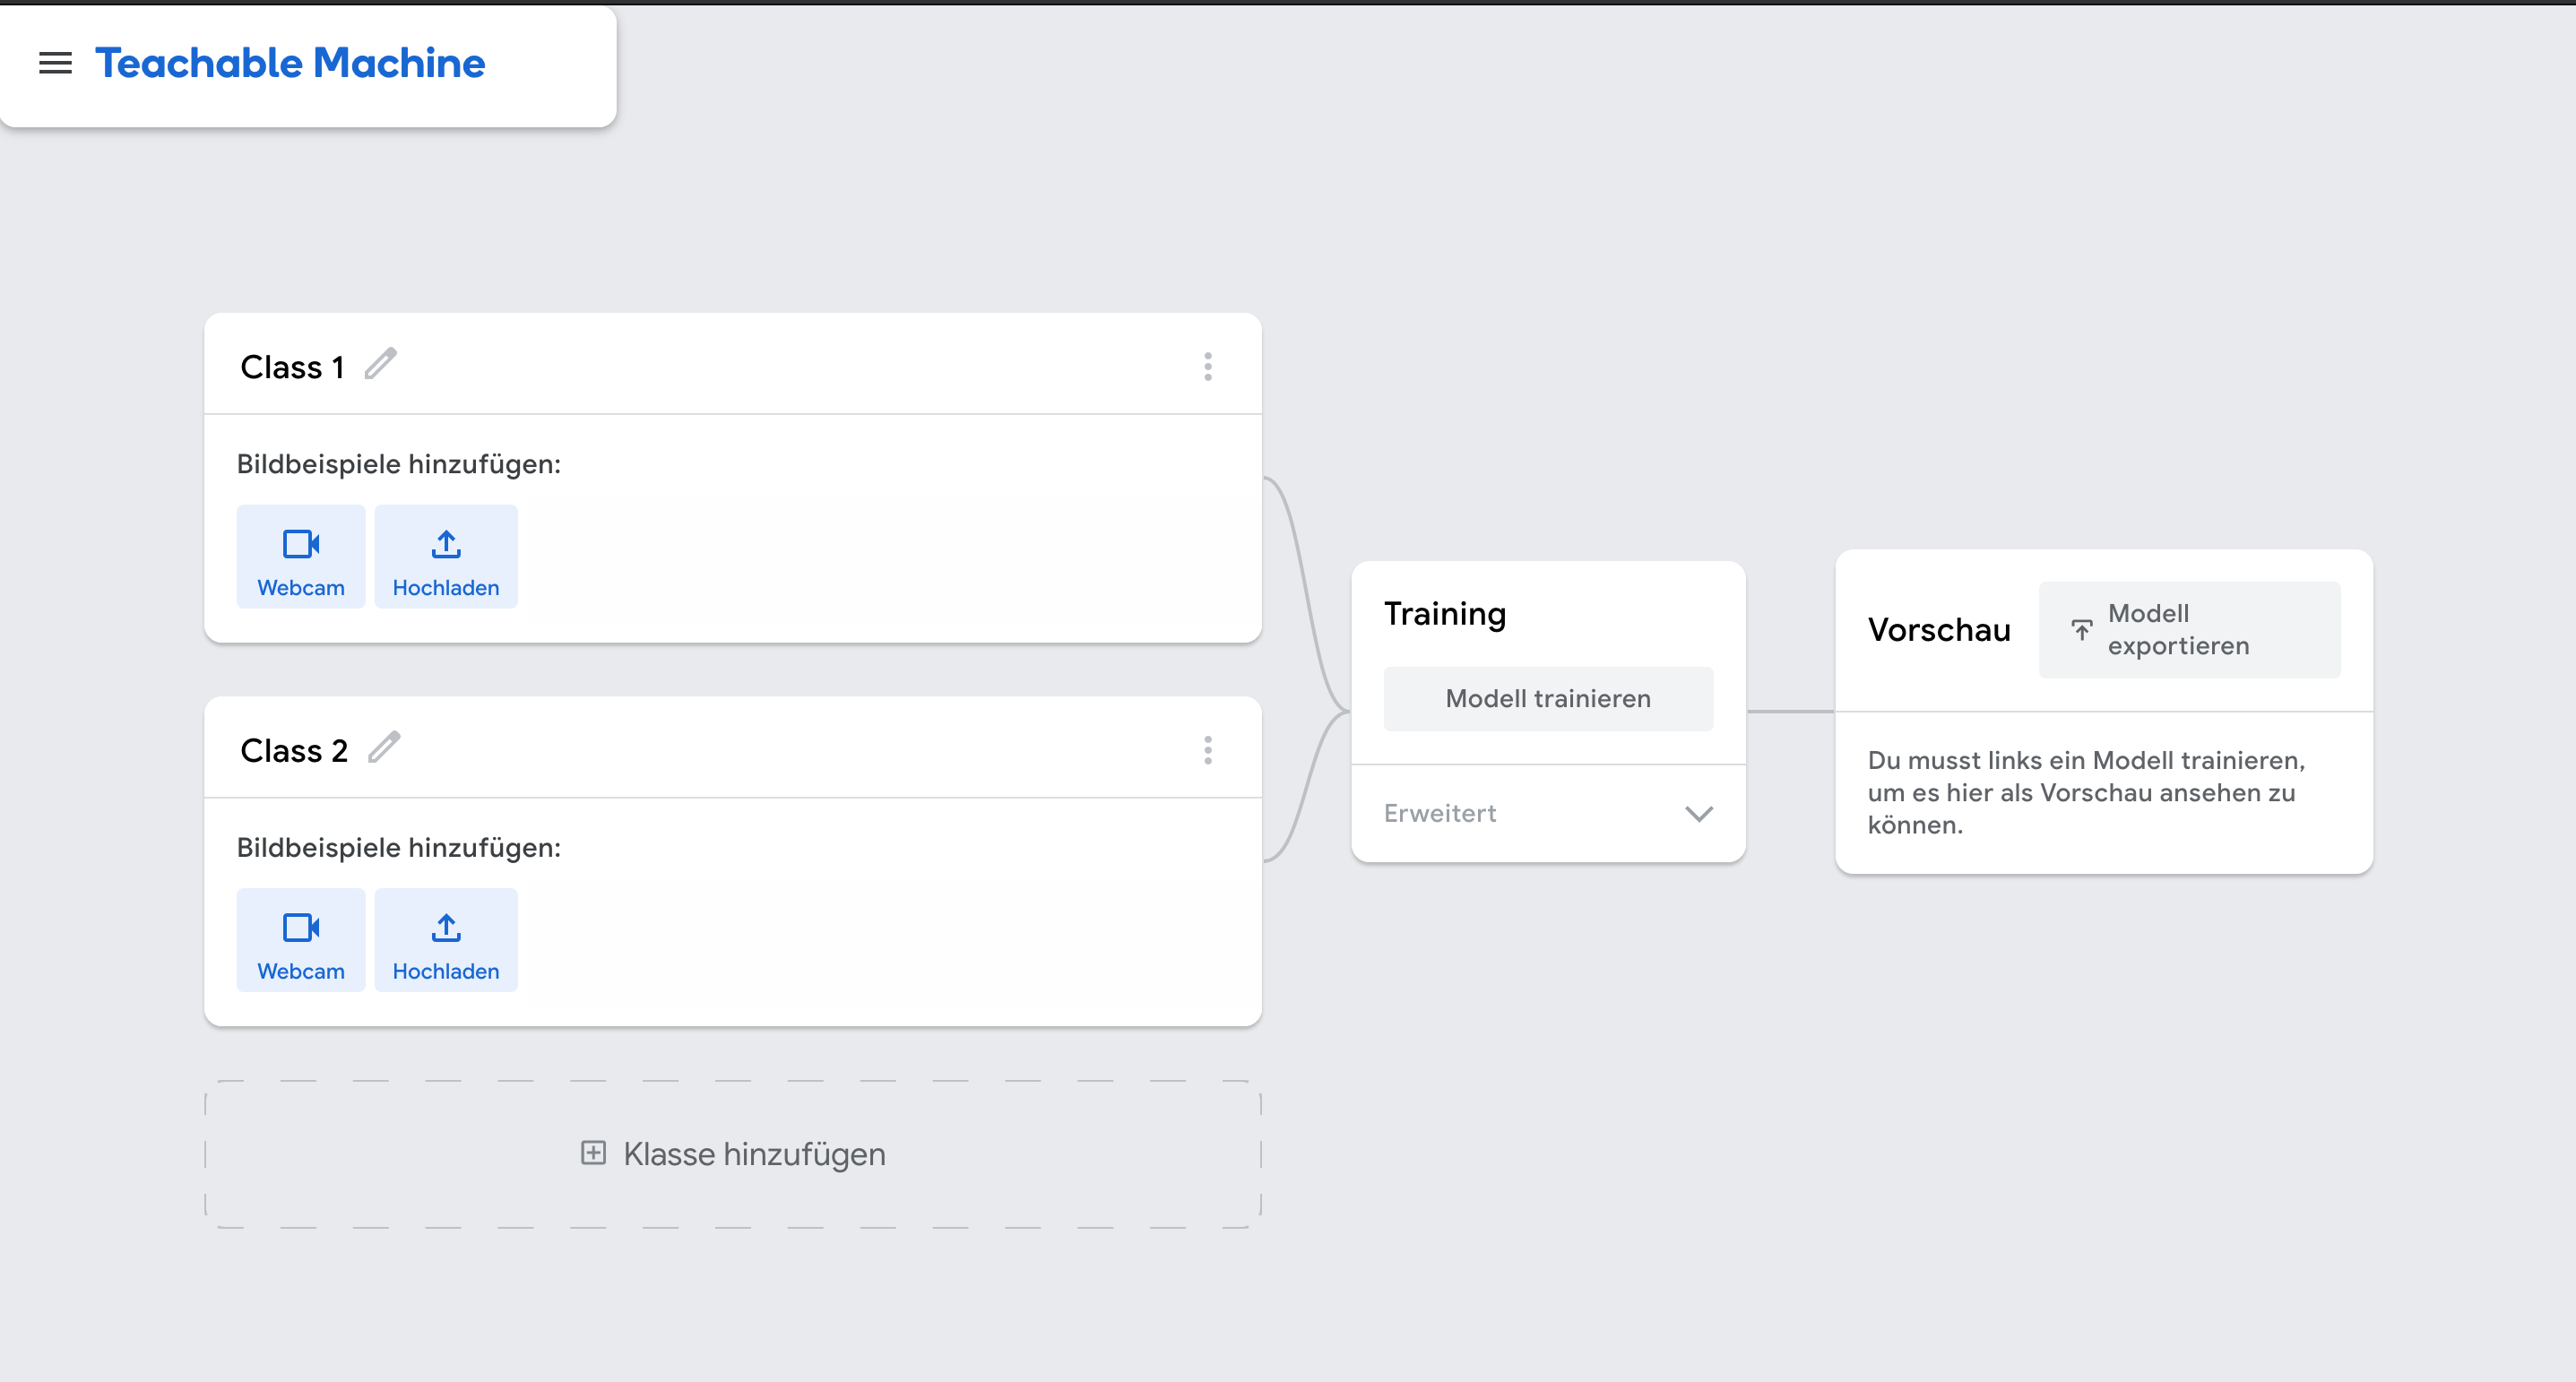 Teachable Machine
Class 1
Bildbeispiele hinzufügen:
Webcam
Hochladen
Class 2
Bildbeispiele hinzufügen:
Webcam
Hochladen
Klasse hinzufügen
Training
Modell trainieren
Erweitert
Vorschau
Modell
exportieren
Du musst links ein Modell trainieren,
um es hier als Vorschau ansehen zu
können.